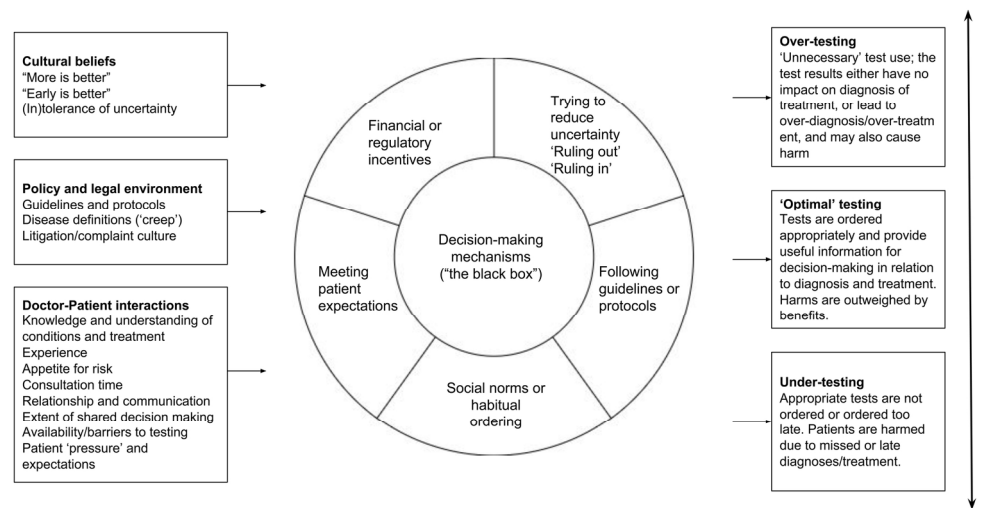 Cultural beliefs
“More is better”
“Early is better”
(In)tolerance of uncertainty
Policy and legal environment
Guidelines and protocols
Disease definitions (‘creep’)
Litigation/complaint culture
Doctor-Patient interactions
Knowledge and understanding of
conditions and treatment
Experience
Appetite for risk
Consultation time
Relationship and communication
Extent of shared decision making
Availability/barriers to testing
Patient ‘pressure’ and
expectations
Financial or
regulatory
incentives
Trying to
reduce
uncertainty
‘Ruling out’
‘Ruling in’
Decision-making
mechanisms
(“the black box”)
Meeting
patient
expectations
Following
guidelines or
protocols
Social norms or
habitual
ordering
Over-testing
‘Unnecessary’ test use; the
test results either have no
impact on diagnosis of
treatment, or lead to
over-diagnosis/over-treatm
ent, and may also cause
harm
‘Optimal’ testing
Tests are ordered
appropriately and provide
useful information for
decision-making in relation
to diagnosis and treatment.
Harms are outweighed by
benefits.
Under-testing
Appropriate tests are not
ordered or ordered too
late. Patients are harmed
due to missed or late
diagnoses/treatment.